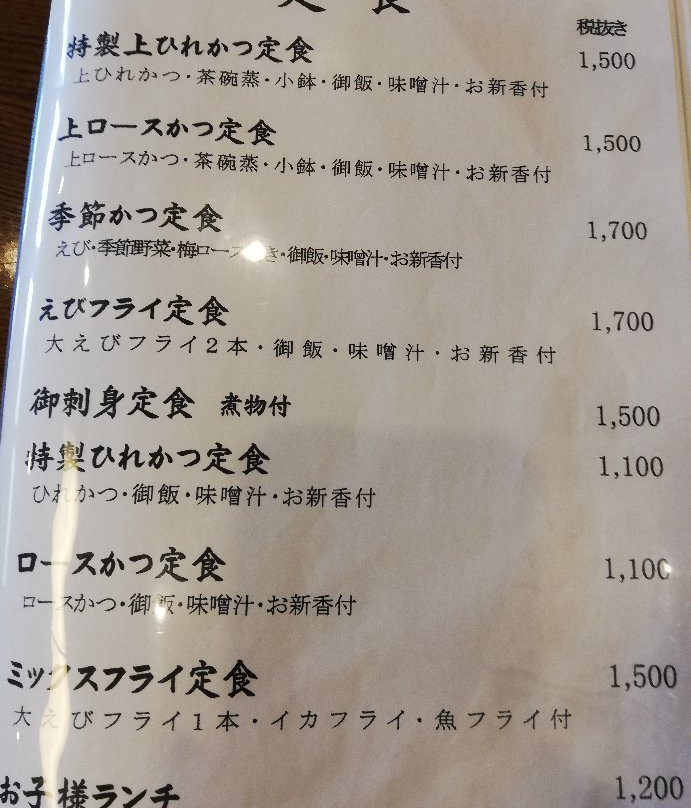 定食
税抜き
特製上ひれかつ定食 1,500
上ひれかつ・茶碗蒸・小鉢・御飯・味噌汁・お新香付
上ロースかつ定食 1,500
上ロースかつ・茶碗蒸・小鉢・御飯・味噌汁・お新香付
季節かつ定食 1,700
えび・季節野菜・梅ロース き・御飯・味噌汁・お新香付
えびフライ定食 1,700
大えびフライ2本・御飯・味噌汁・お新香付
御刺身定食 煮物付 1,500
特製ひれかつ定食 1,100
ひれかつ・御飯・味噌汁・お新香付
ロースかつ定食 1,100
ロースかつ・御飯・味噌汁・お新香付
ミックスフライ定食 1,500
大えびフライ1本・イカフライ・魚フライ付
お子様ランチ 1,200